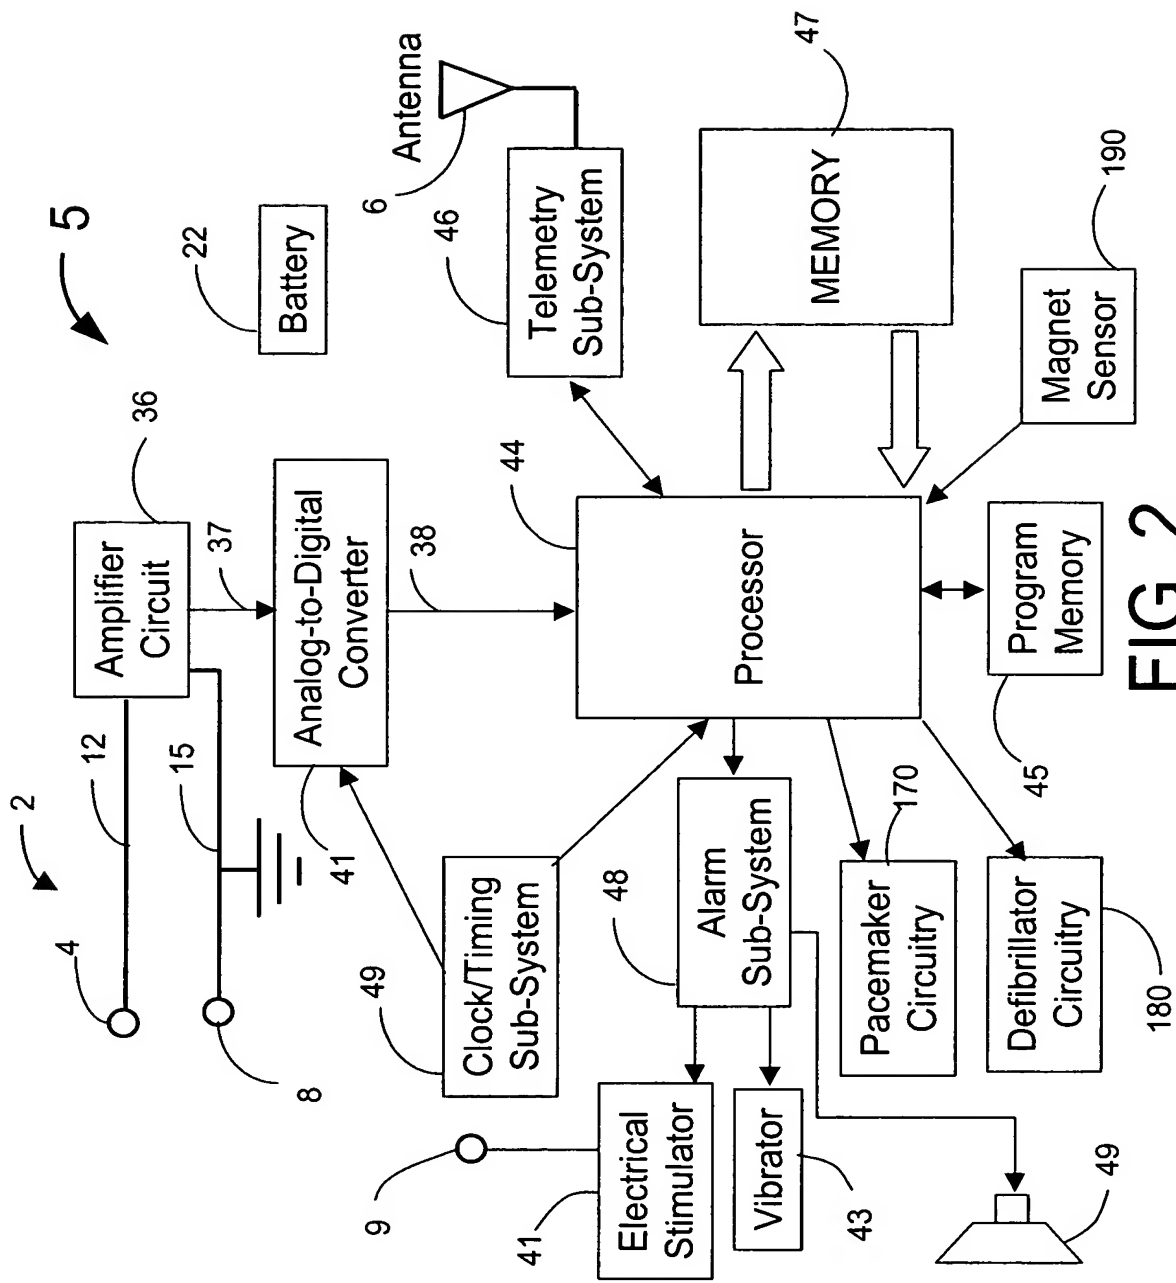 2
5
4
12
Amplifier
Circuit
36
15
37
22
Battery
8
41
Analog-to-Digital
Converter
38
6
Antenna
46
Telemetry
Sub-System
9
49
Clock/Timing
Sub-System
44
Processor
47
MEMORY
41
Electrical
Stimulator
48
Alarm
Sub-System
Vibrator
43
Pacemaker
Circuitry
170
Defibrillator
Circuitry
180
Program
Memory
45
Magnet
Sensor
190
49
FIG 2